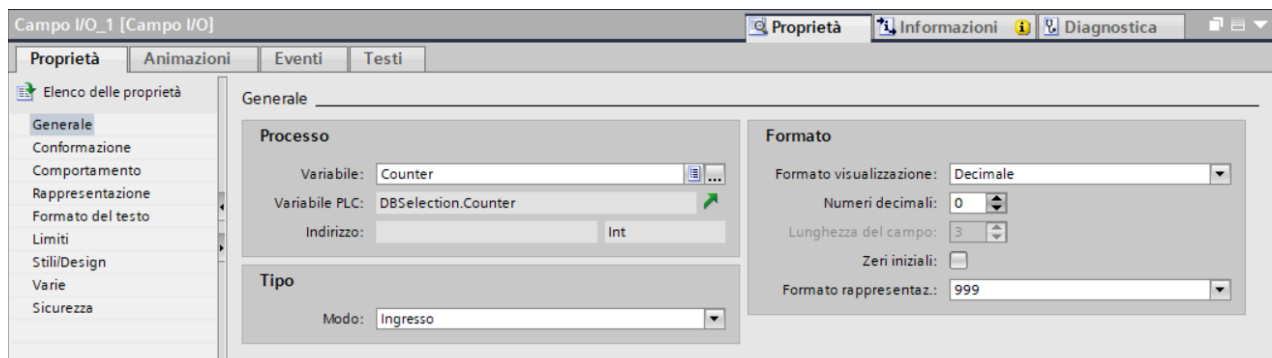 Campo I/O_1 [Campo I/O]
Proprietà
Informazioni
Diagnostica
Proprietà
Animazioni
Eventi
Testi
Elenco delle proprietà
Generale
Conformazione
Comportamento
Rappresentazione
Formato del testo
Limiti
Stili/Design
Varie
Sicurezza
Generale
Processo
Variabile: Counter
Variabile PLC: DBSelection.Counter
Indirizzo: Int
Tipo
Modo: Ingresso
Formato
Formato visualizzazione: Decimale
Numeri decimali: 0
Lunghezza del campo: 3
Zeri iniziali:
Formato rappresentaz.: 999